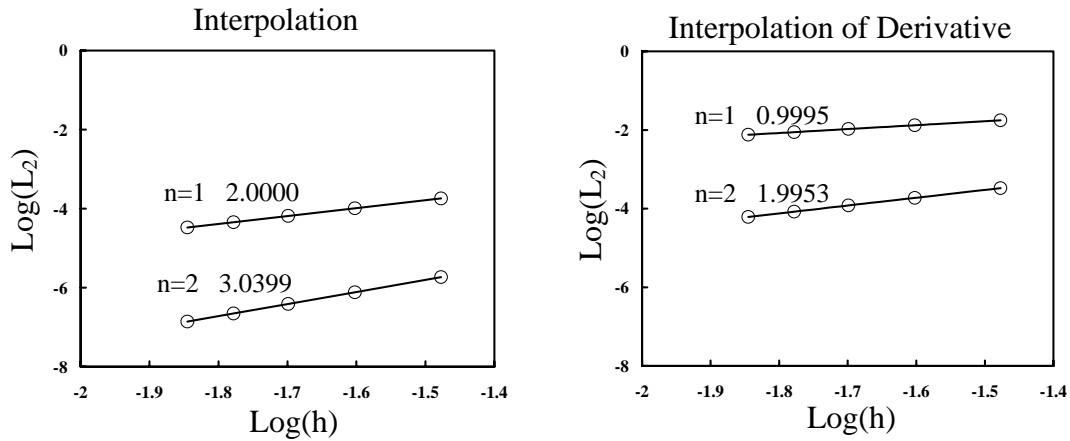 Interpolation
0
-2
-4
-6
-8
Log(L2)
n=1 2.0000
n=2 3.0399
-2 -1.9 -1.8 -1.7 -1.6 -1.5 -1.4
Log(h)
Interpolation of Derivative
0
-2
-4
-6
-8
Log(L2)
n=1 0.9995
n=2 1.9953
-2 -1.9 -1.8 -1.7 -1.6 -1.5 -1.4
Log(h)